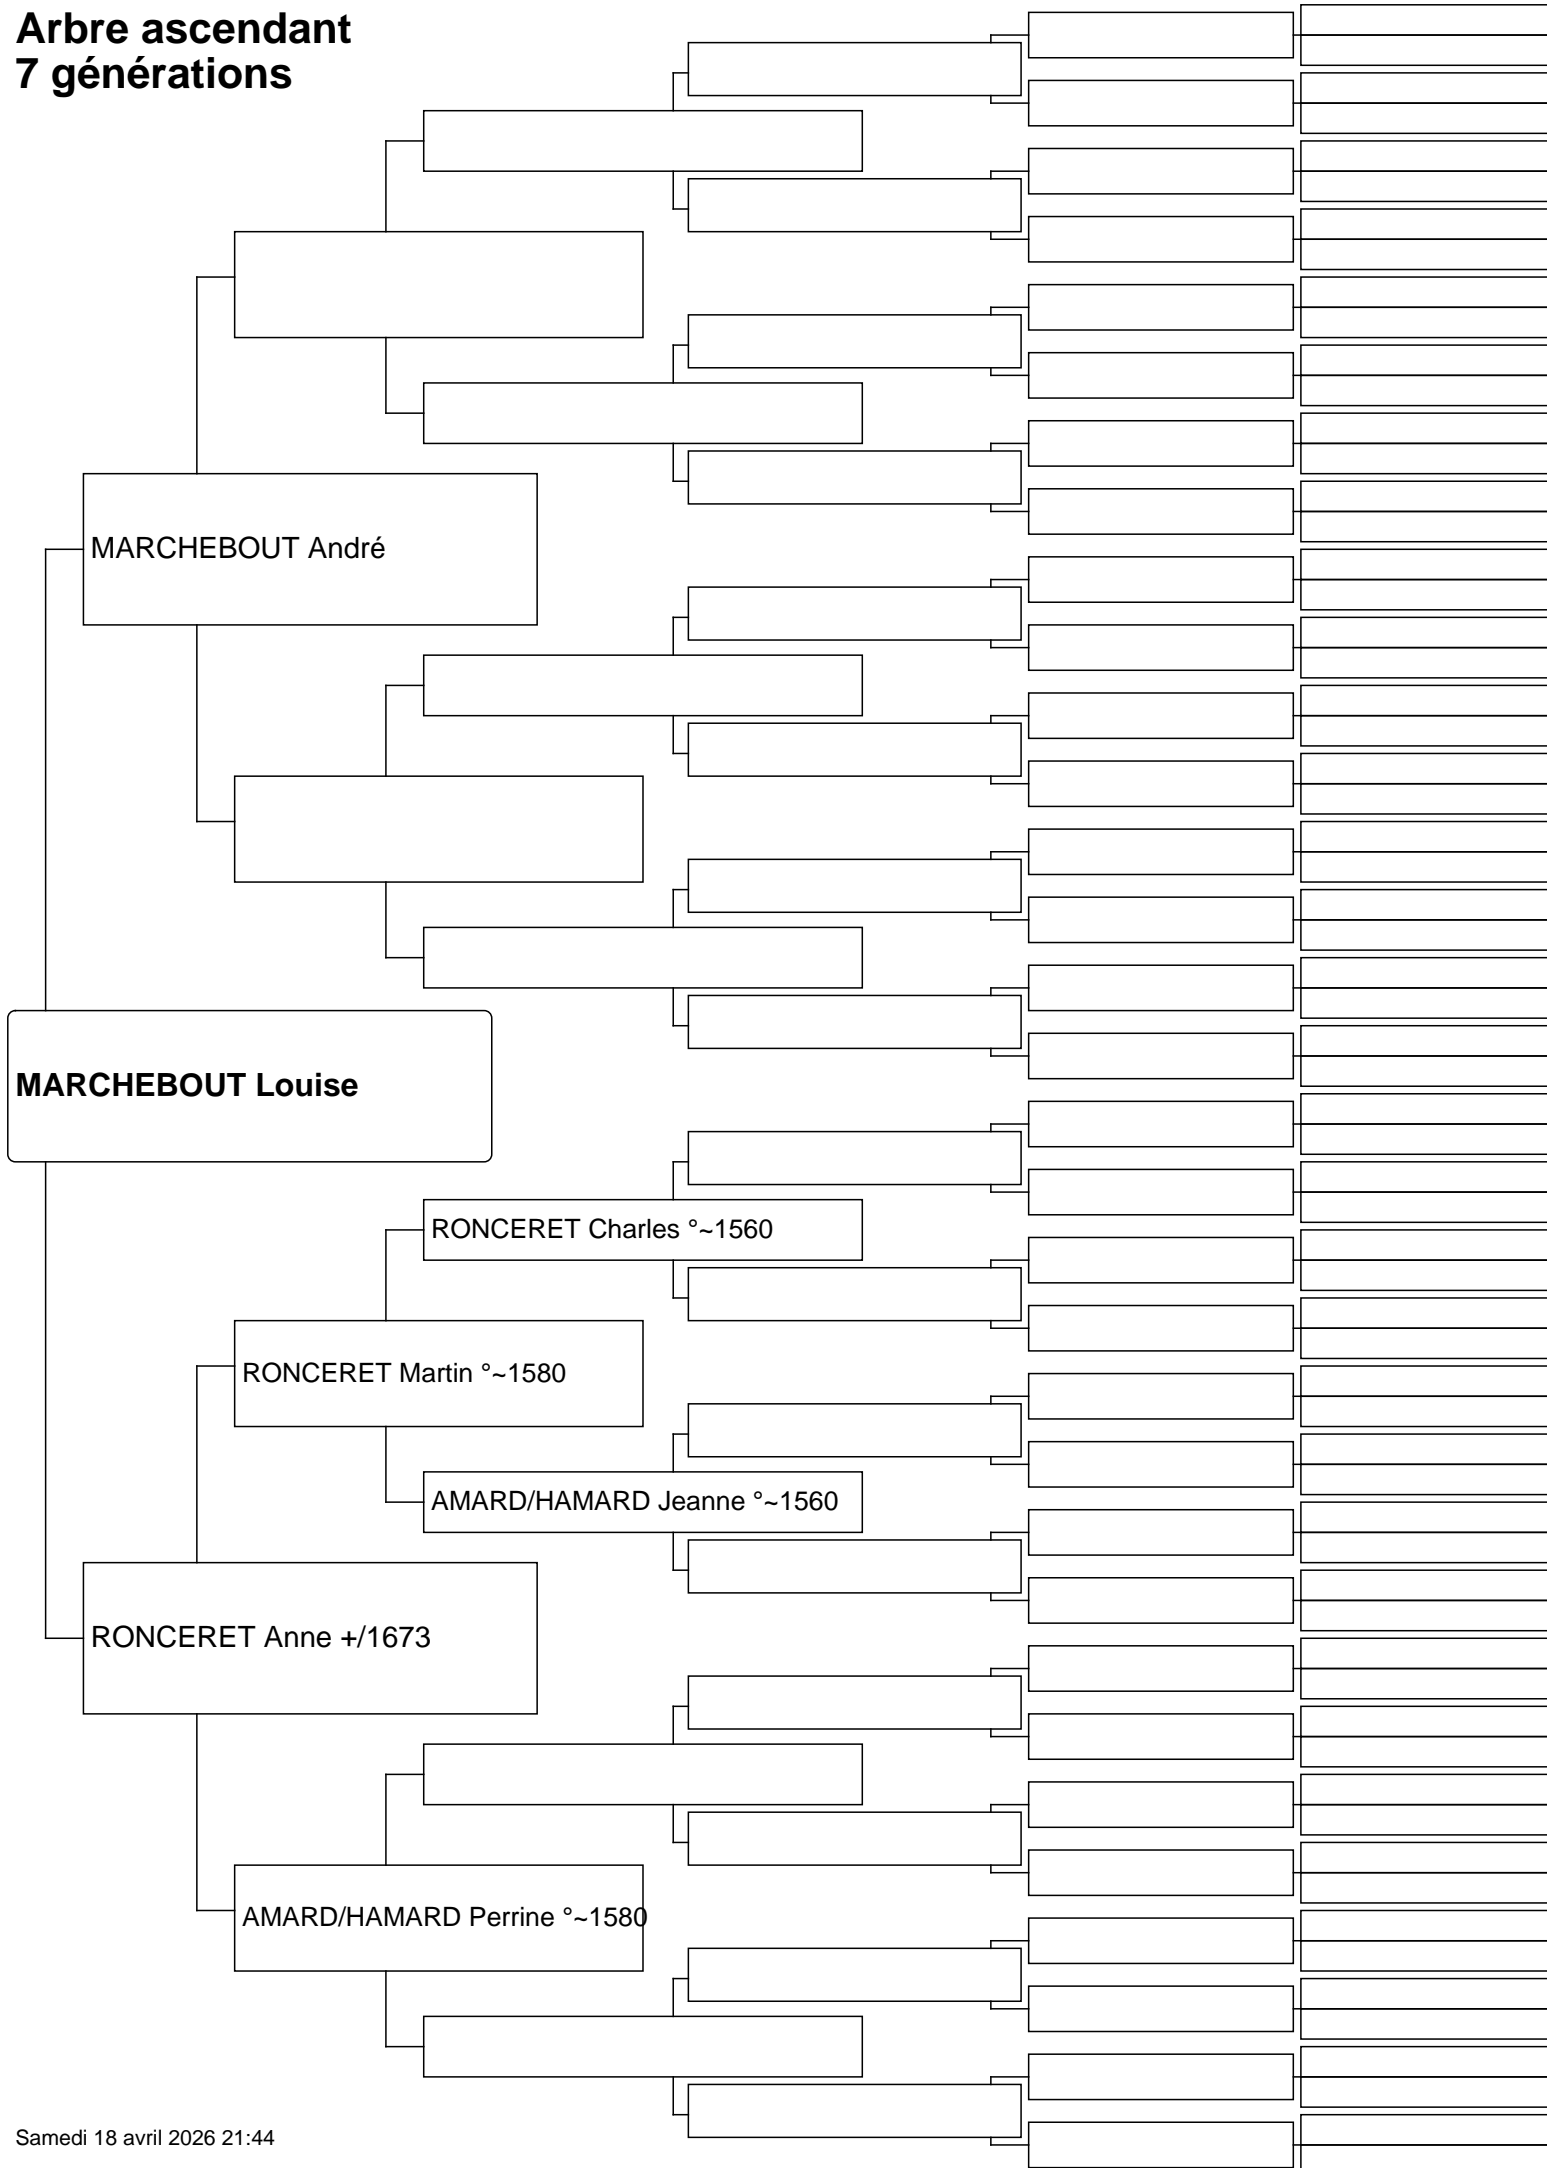 Arbre ascendant
7 générations
MARCHEBOUT André
MARCHEBOUT Louise
RONCERET Charles °~1560
RONCERET Martin °~1580
AMARD/HAMARD Jeanne °~1560
RONCERET Anne +/1673
AMARD/HAMARD Perrine °~1580
Samedi 18 avril 2026 21:44